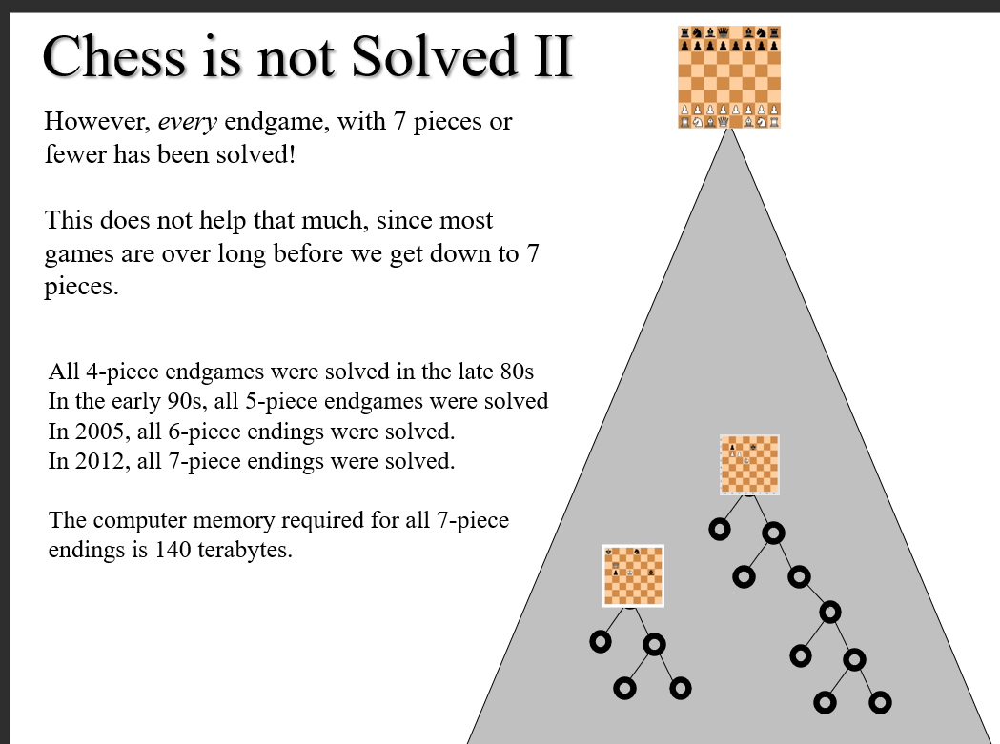 Chess is not Solved II
However, every endgame, with 7 pieces or
fewer has been solved!
This does not help that much, since most
games are over long before we get down to 7
pieces.
All 4-piece endgames were solved in the late 80s
In the early 90s, all 5-piece endgames were solved
In 2005, all 6-piece endings were solved.
In 2012, all 7-piece endings were solved.
The computer memory required for all 7-piece
endings is 140 terabytes.